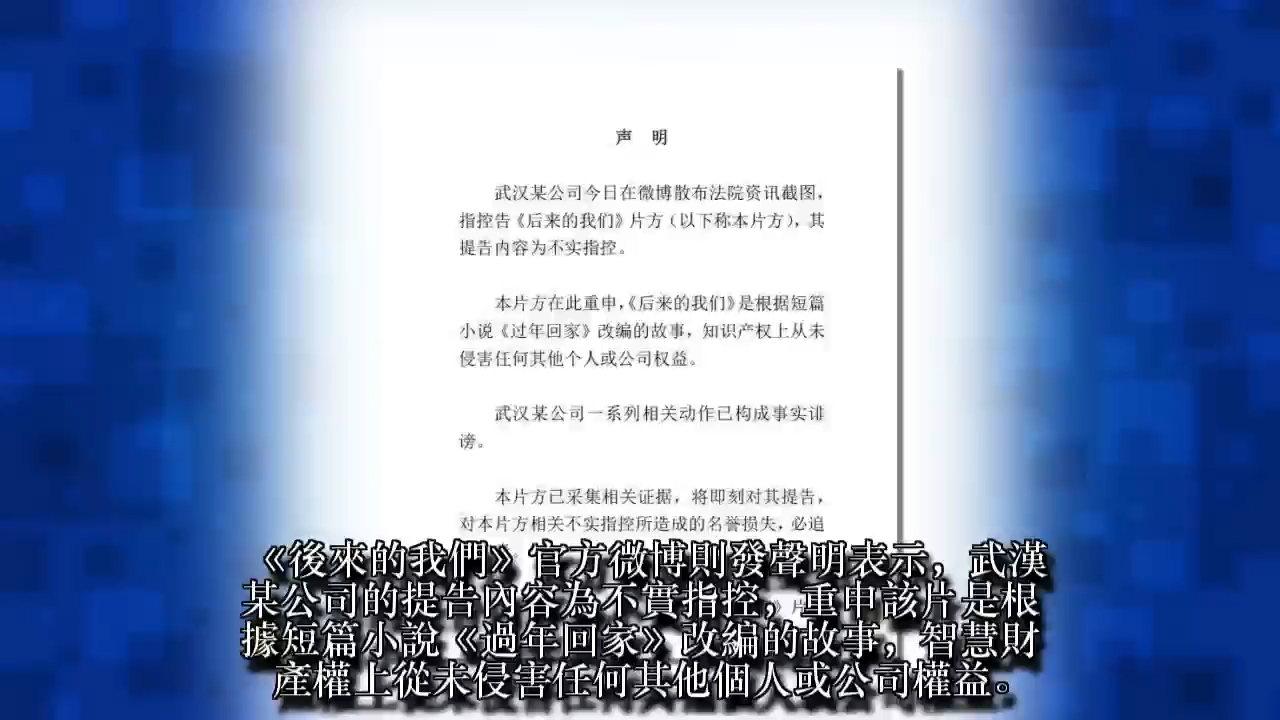 声 明
武汉某公司今日在微博散布法院资讯截图，
指控告《后来的我们》片方（以下称本片方），其
提告内容为不实指控。
本片方在此重申，《后来的我们》是根据短篇
小说《过年回家》改编的故事，知识产权上从未
侵害任何其他个人或公司权益。
武汉某公司一系列相关动作已构成事实诽
谤。
本片方已采集相关证据，将即刻对其提告，
对本片方相关不实指控所造成的名誉损失，必追
《後來的我們》官方微博則發聲明表示，武漢
某公司的提告內容為不實指控，重申該片是根
據短篇小說《過年回家》改編的故事，智慧財
產權上從未侵害任何其他個人或公司權益。